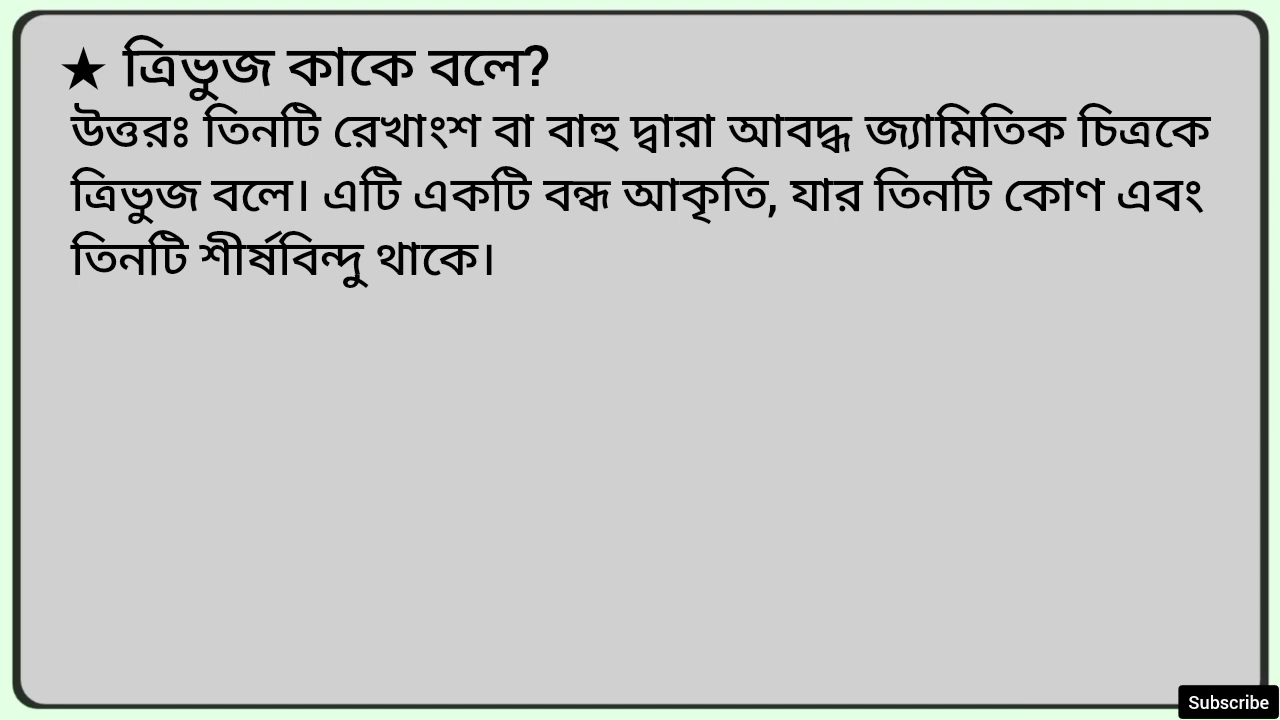 ★ ত্রিভুজ কাকে বলে?
উত্তরঃ তিনটি রেখাংশ বা বাহু দ্বারা আবদ্ধ জ্যামিতিক চিত্রকে
ত্রিভুজ বলে। এটি একটি বন্ধ আকৃতি, যার তিনটি কোণ এবং
তিনটি শীর্ষবিন্দু থাকে।
Subscribe